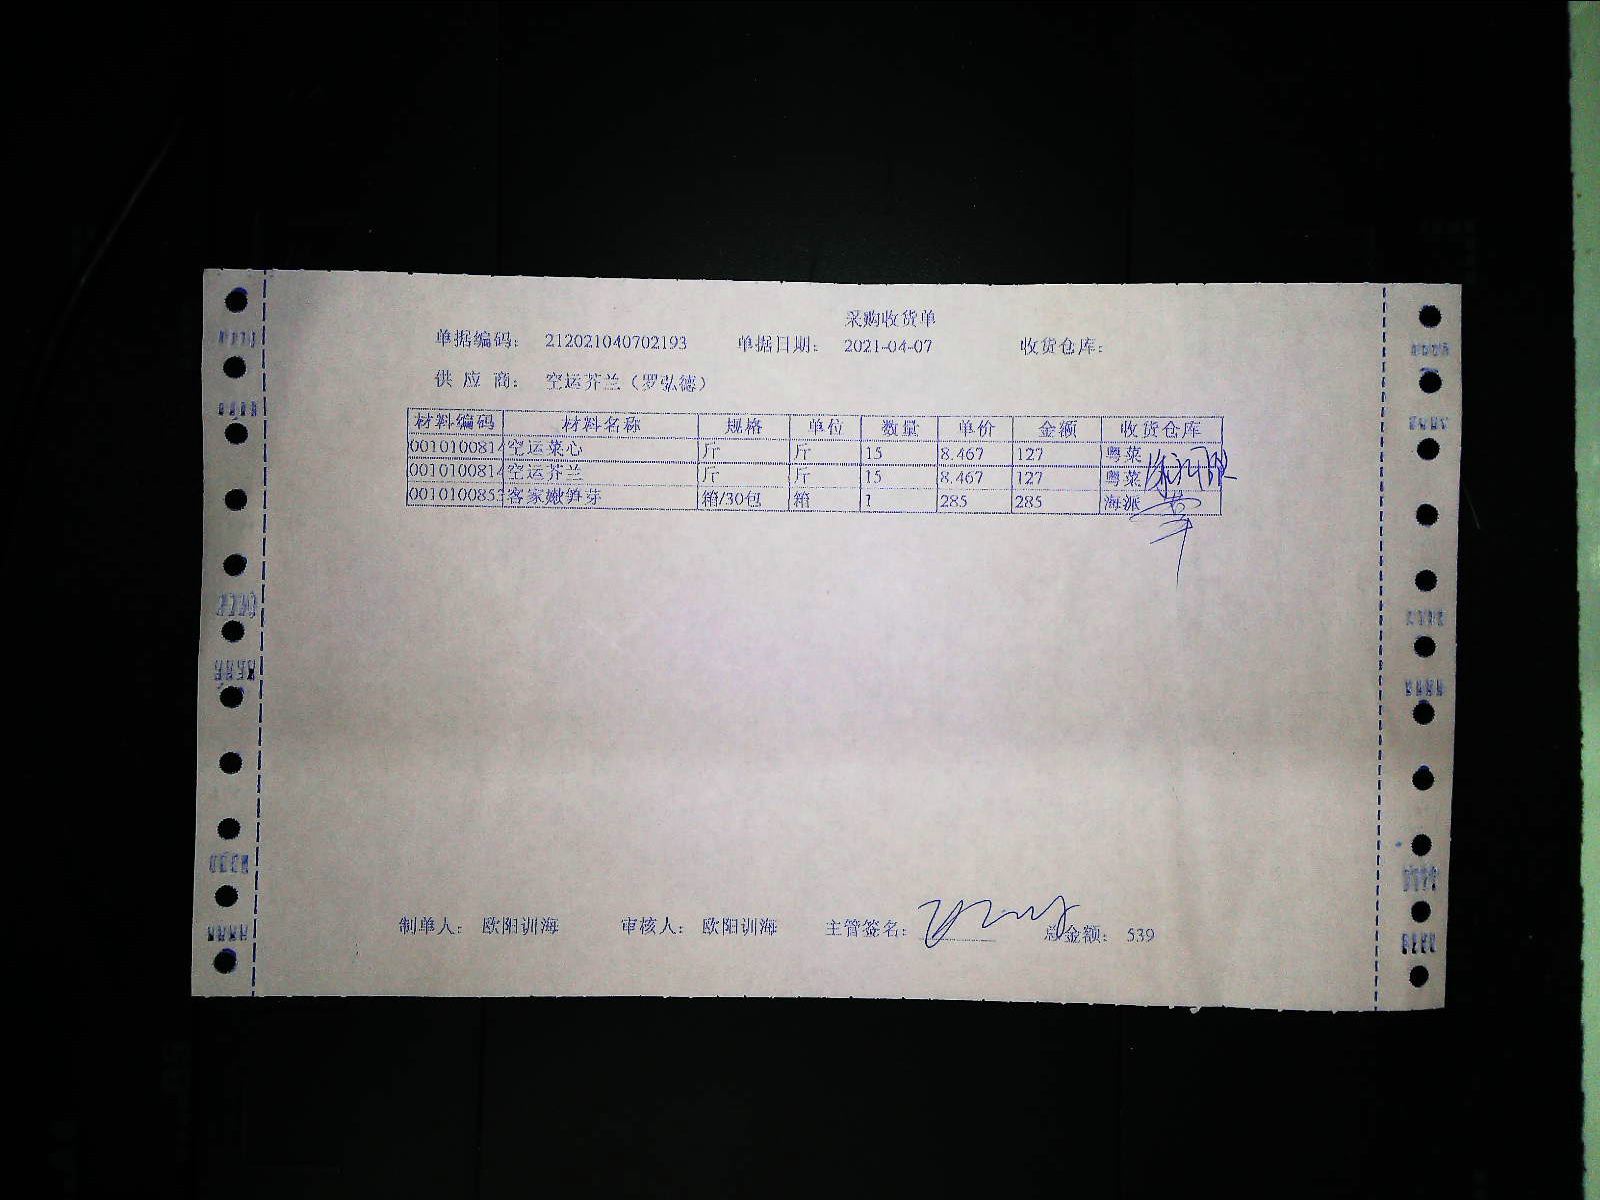 采购收货单
单据编码： 212021040702193 单据日期： 2021-04-07 收货仓库：
供 应 商： 空运芥兰（罗弘德）
材料编码 材料名称 规格 单位 数量 单价 金额 收货仓库
0010100814 空运菜心 斤 斤 15 8.467 127 粤菜
0010100814 空运芥兰 斤 斤 15 8.467 127 粤菜
0010100853 客家嫩笋芽 箱/30包 箱 1 285 285 海派
制单人： 欧阳训海 审核人： 欧阳训海 主管签名： 总金额： 539